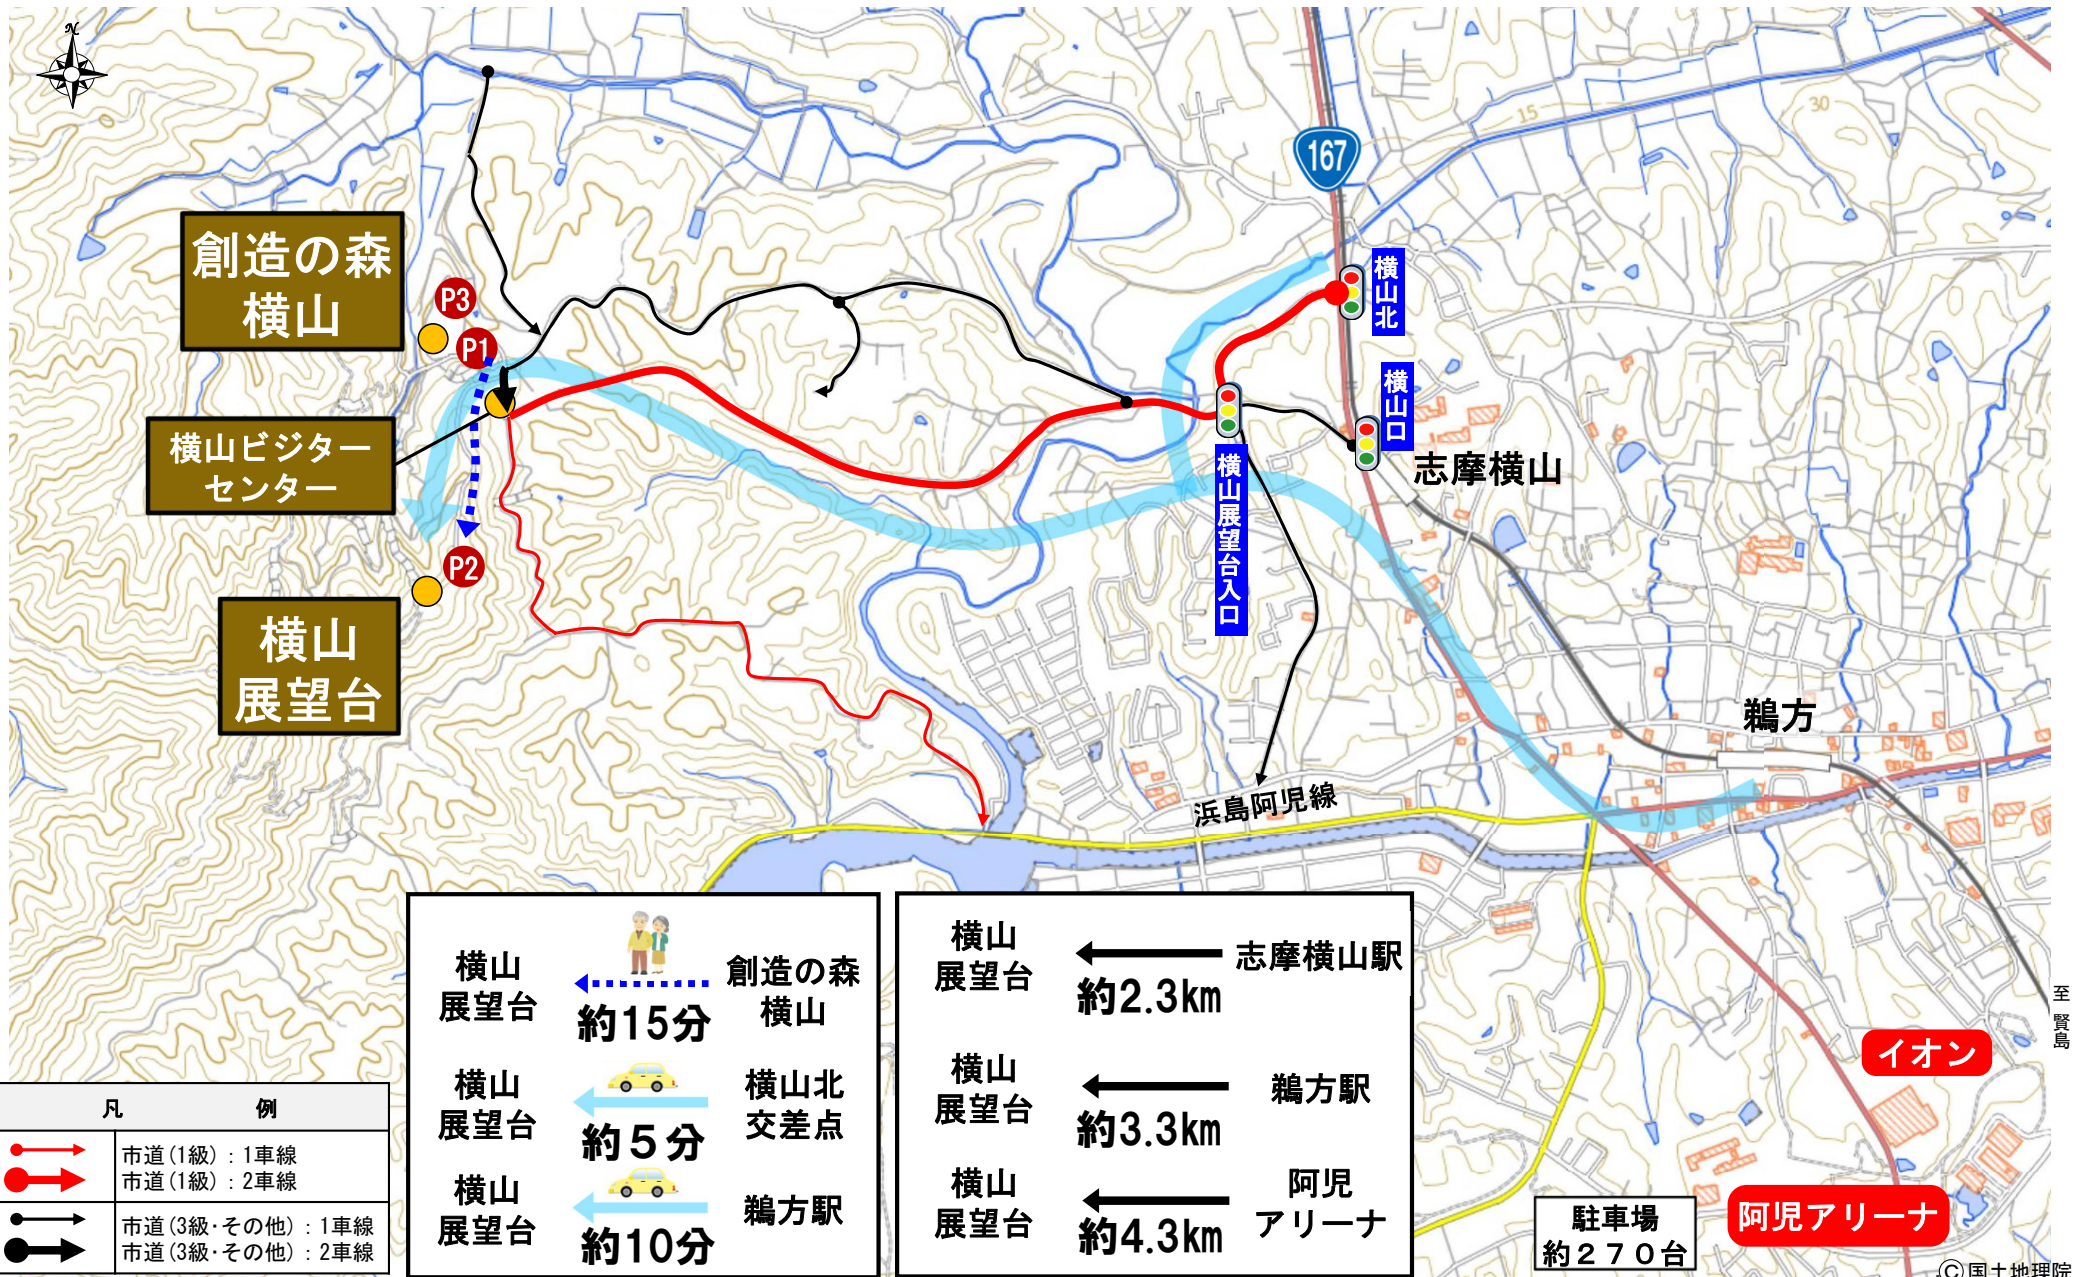 N
167
15
30
創造の森
横山
P3
P1
横山ビジター
センター
P2
横山
展望台
横山北
横山口
志摩横山
横山展望台入口
鵜方
浜島阿児線
横山
展望台
創造の森
横山
約15分
横山
展望台
横山北
交差点
約５分
横山
展望台
鵜方駅
約10分
横山
展望台
志摩横山駅
約2.3km
横山
展望台
鵜方駅
約3.3km
横山
展望台
阿児
アリーナ
約4.3km
至 賢島
イオン
阿児アリーナ
駐車場
約２７０台
凡 例
市道(1級)：1車線
市道(1級)：2車線
市道(3級・その他)：1車線
市道(3級・その他)：2車線
Ⓒ国土地理院